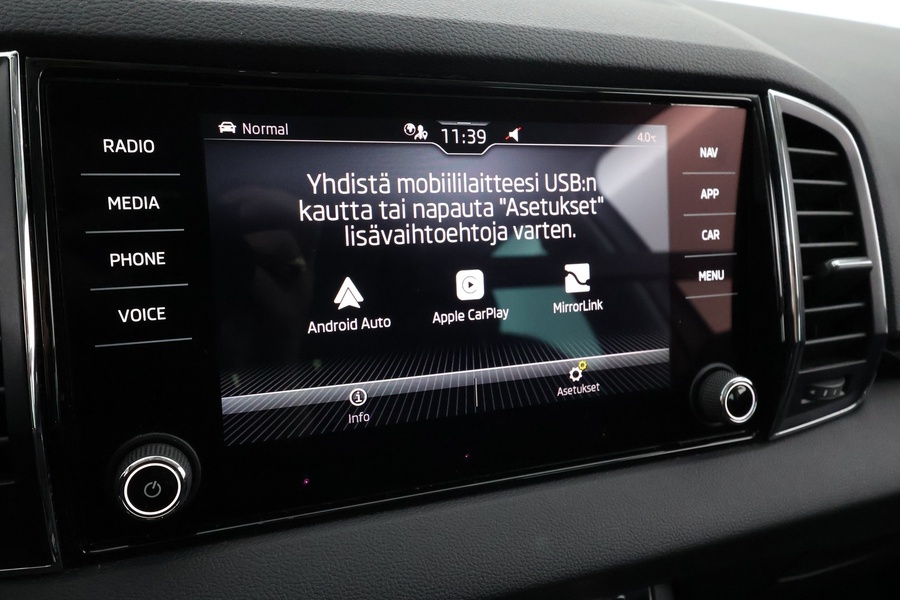 RADIO
MEDIA
PHONE
VOICE
Normal
11:39
4.0°C
Yhdistä mobiililaitteesi USB:n
kautta tai napauta "Asetukset"
lisävaihtoehtoja varten.
Android Auto
Apple CarPlay
MirrorLink
Info
Asetukset
NAV
APP
CAR
MENU